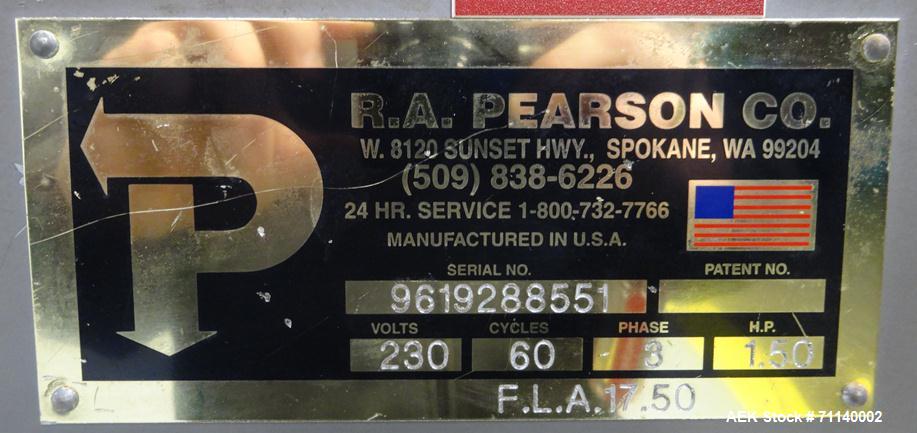 R.A. PEARSON CO.
W. 8120 SUNSET HWY., SPOKANE, WA 99204
(509) 838-6226
24 HR. SERVICE 1-800-732-7766
MANUFACTURED IN U.S.A.
SERIAL NO. PATENT NO.
9619288551
VOLTS CYCLES PHASE H.P.
230 60 3 1.50
F.L.A.17.50
AEK Stock # 71140002